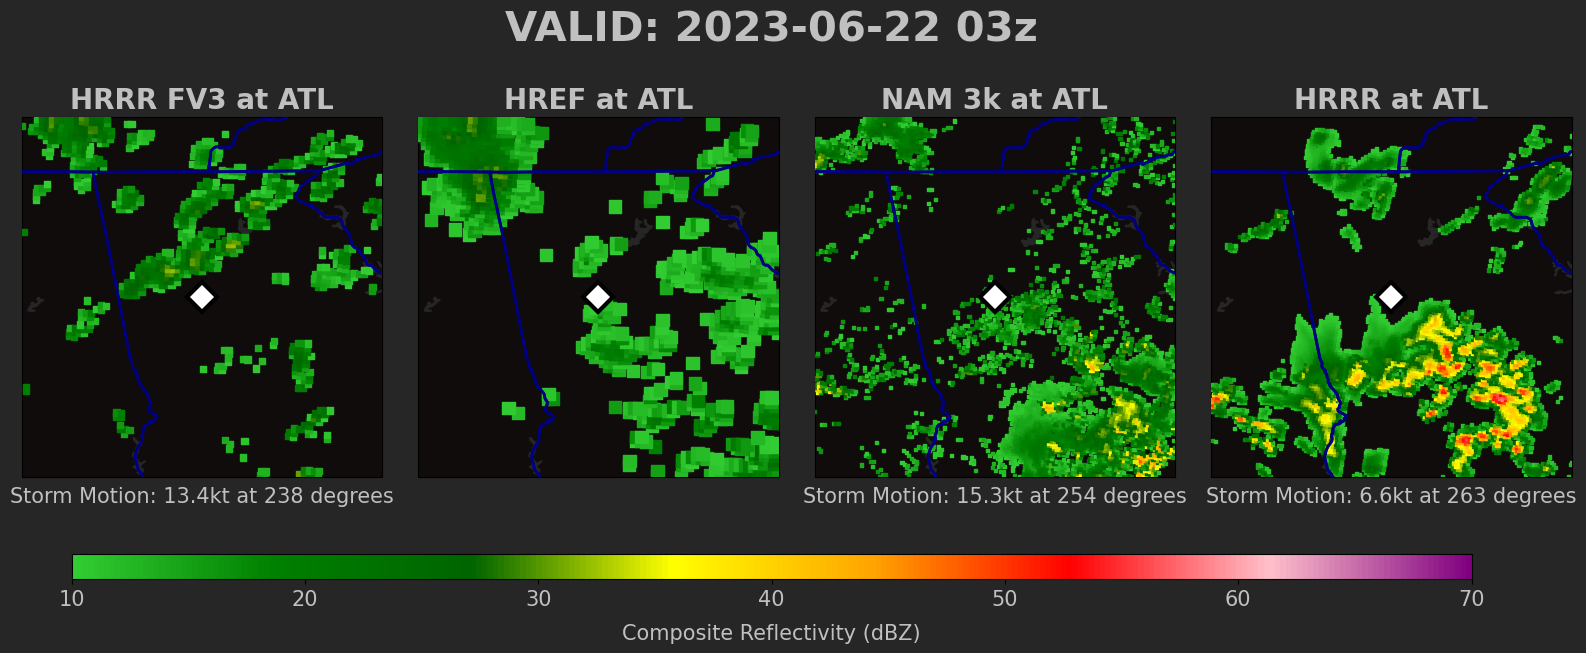 VALID: 2023-06-22 03z
HRRR FV3 at ATL
HREF at ATL
NAM 3k at ATL
HRRR at ATL
Storm Motion: 13.4kt at 238 degrees
Storm Motion: 15.3kt at 254 degrees
Storm Motion: 6.6kt at 263 degrees
10 20 30 40 50 60 70
Composite Reflectivity (dBZ)